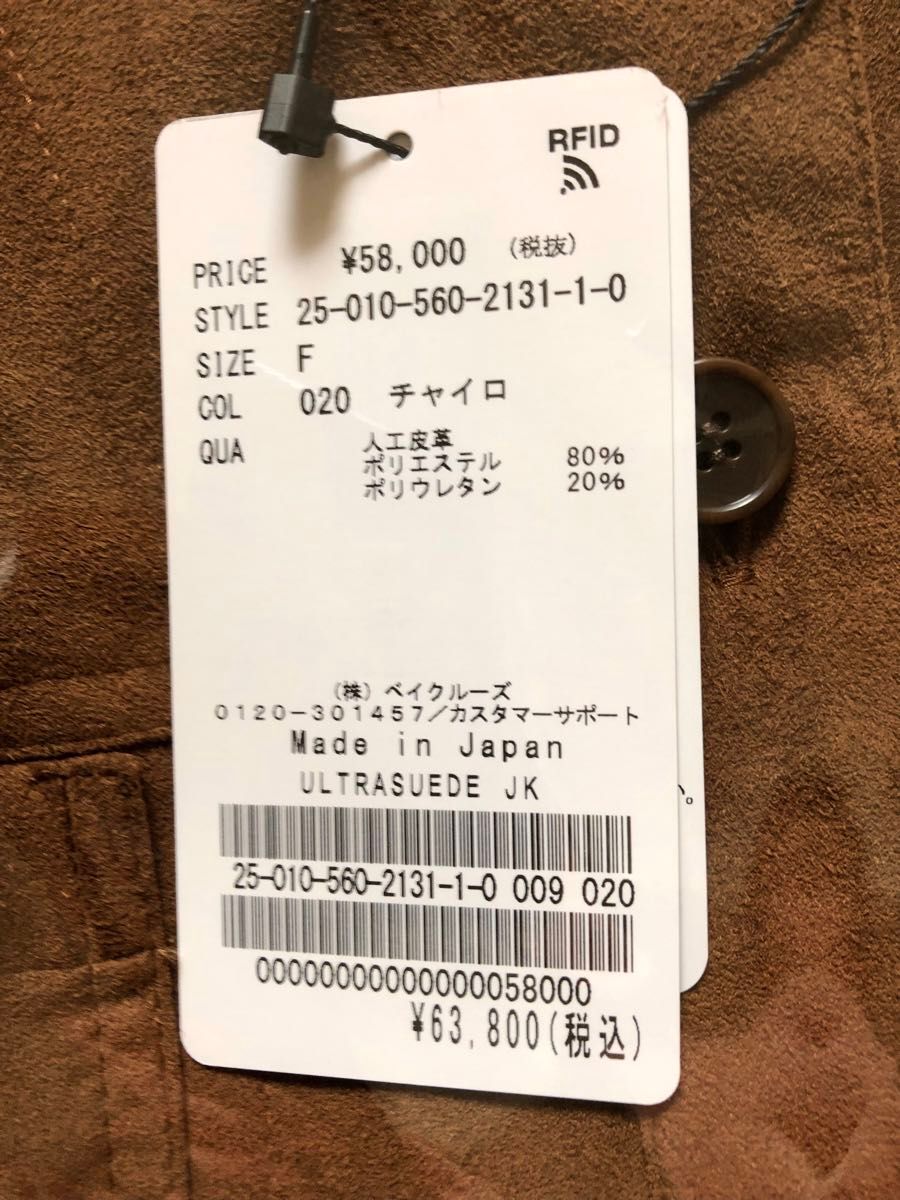 RFID
PRICE ¥58,000 (税抜)
STYLE 25-010-560-2131-1-0
SIZE F
COL 020 チャイロ
QUA 人工皮革
ポリエステル 80%
ポリウレタン 20%
(株) ベイクルーズ
0120-301457/カスタマーサポート
Made in Japan
ULTRASUEDE JK
25-010-560-2131-1-0 009 020
00000000000000058000
¥63,800(税込)
い。